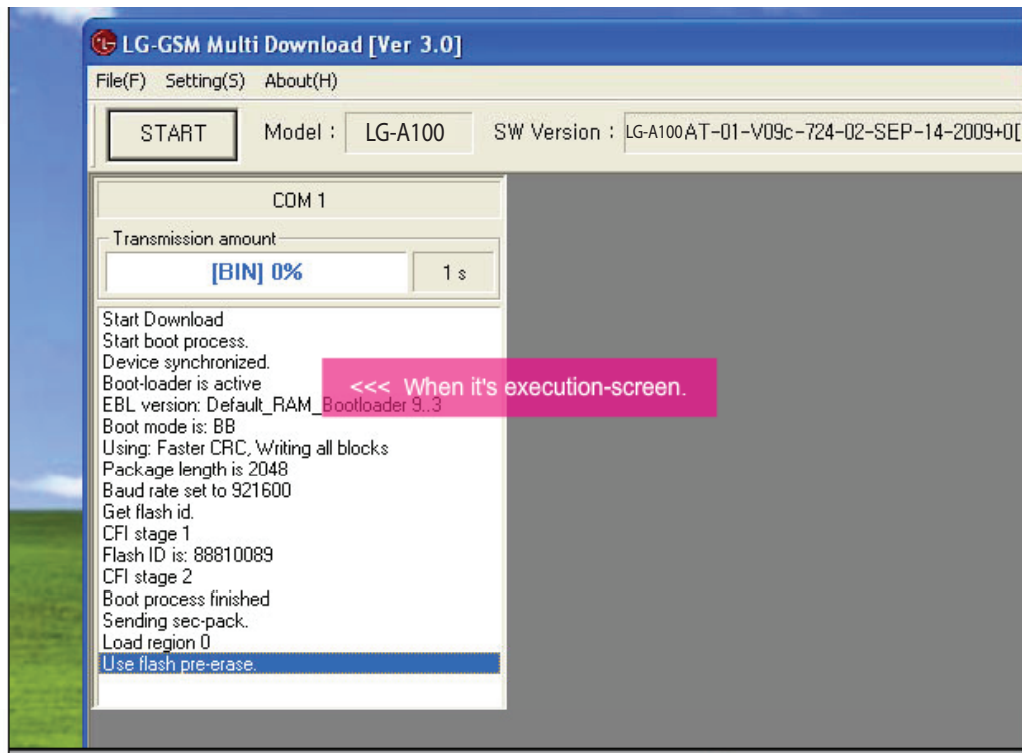 LG-GSM Multi Download [Ver 3.0]
File(F) Setting(S) About(H)
START Model : LG-A100 SW Version : LG-A100AT-01-V09c-724-02-SEP-14-2009+0[
COM 1
Transmission amount
[BIN] 0% 1 s
Start Download
Start boot process.
Device synchronized.
Boot-loader is active
<<< When it's execution-screen.
EBL version: Default_RAM_Bootloader 9..3
Boot mode is: BB
Using: Faster CRC, Writing all blocks
Package length is 2048
Baud rate set to 921600
Get flash id.
CFI stage 1
Flash ID is: 88810089
CFI stage 2
Boot process finished
Sending sec-pack.
Load region 0
Use flash pre-erase.